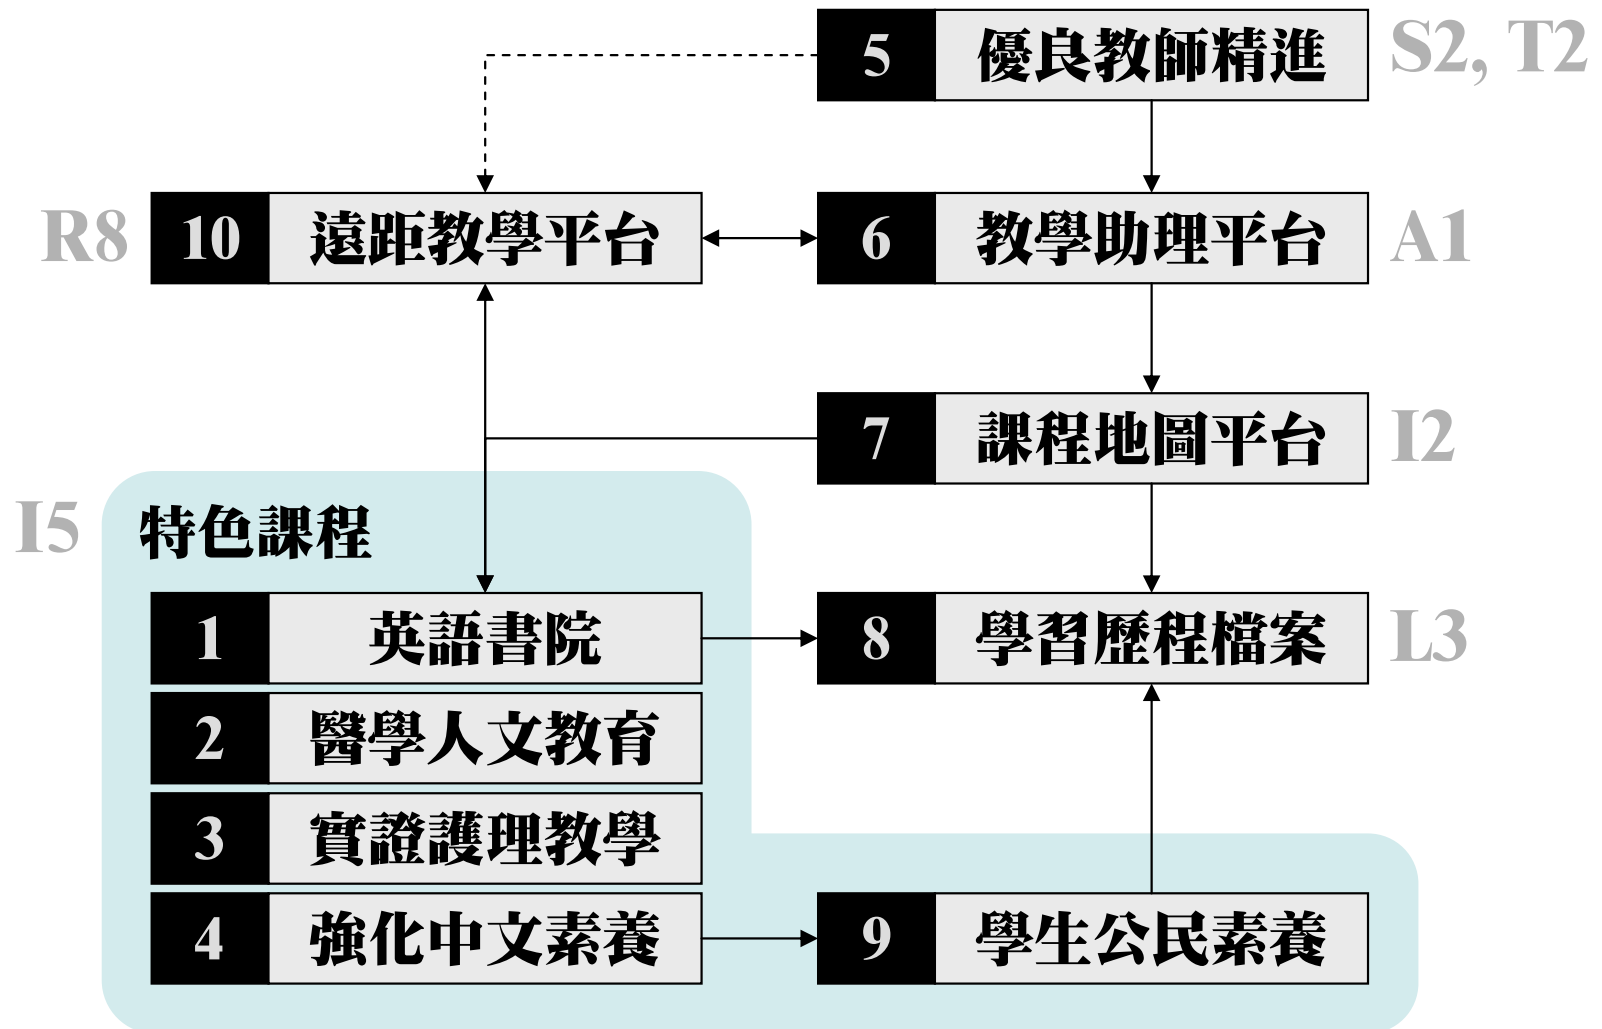 5 優良教師精進 S2, T2
R8 10 遠距教學平台 6 教學助理平台 A1
7 課程地圖平台 I2
I5 特色課程
1 英語書院 8 學習歷程檔案 L3
2 醫學人文教育
3 實證護理教學
4 強化中文素養 9 學生公民素養